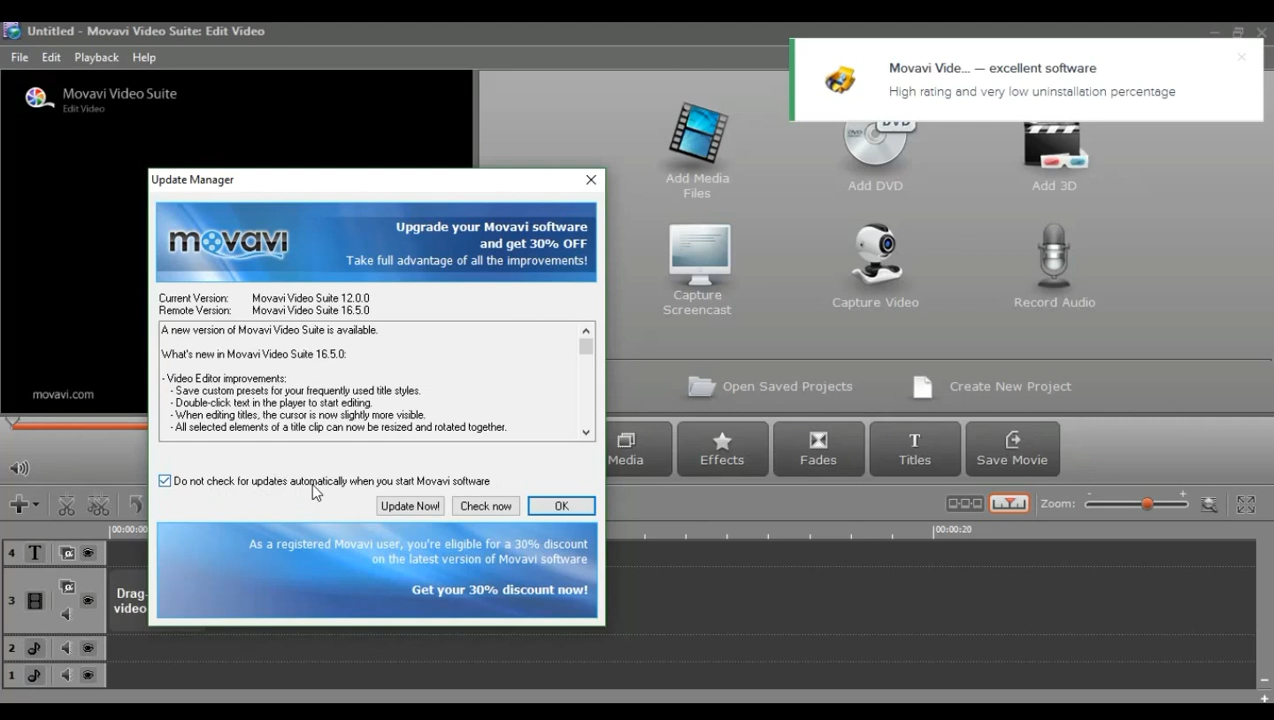 Untitled - Movavi Video Suite: Edit Video
File Edit Playback Help
Movavi Vide... — excellent software
High rating and very low uninstallation percentage
Movavi Video Suite
Edit Video
movavi.com
Add Media
Files
DVD
Add DVD
Add 3D
Capture
Screencast
Capture Video
Record Audio
Open Saved Projects
Create New Project
Update Manager
movavi
Upgrade your Movavi software
and get 30% OFF
Take full advantage of all the improvements!
Current Version: Movavi Video Suite 12.0.0
Remote Version: Movavi Video Suite 16.5.0
A new version of Movavi Video Suite is available.
What's new in Movavi Video Suite 16.5.0:
- Video Editor improvements:
- Save custom presets for your frequently used title styles.
- Double-click text in the player to start editing.
- When editing titles, the cursor is now slightly more visible.
- All selected elements of a title clip can now be resized and rotated together.
Do not check for updates automatically when you start Movavi software
Update Now! Check now OK
As a registered Movavi user, you're eligible for a 30% discount
on the latest version of Movavi software
Get your 30% discount now!
Media Effects Fades Titles Save Movie
Zoom:
00:00:00 00:00:20
4 T
3 Drag-
video
2
1